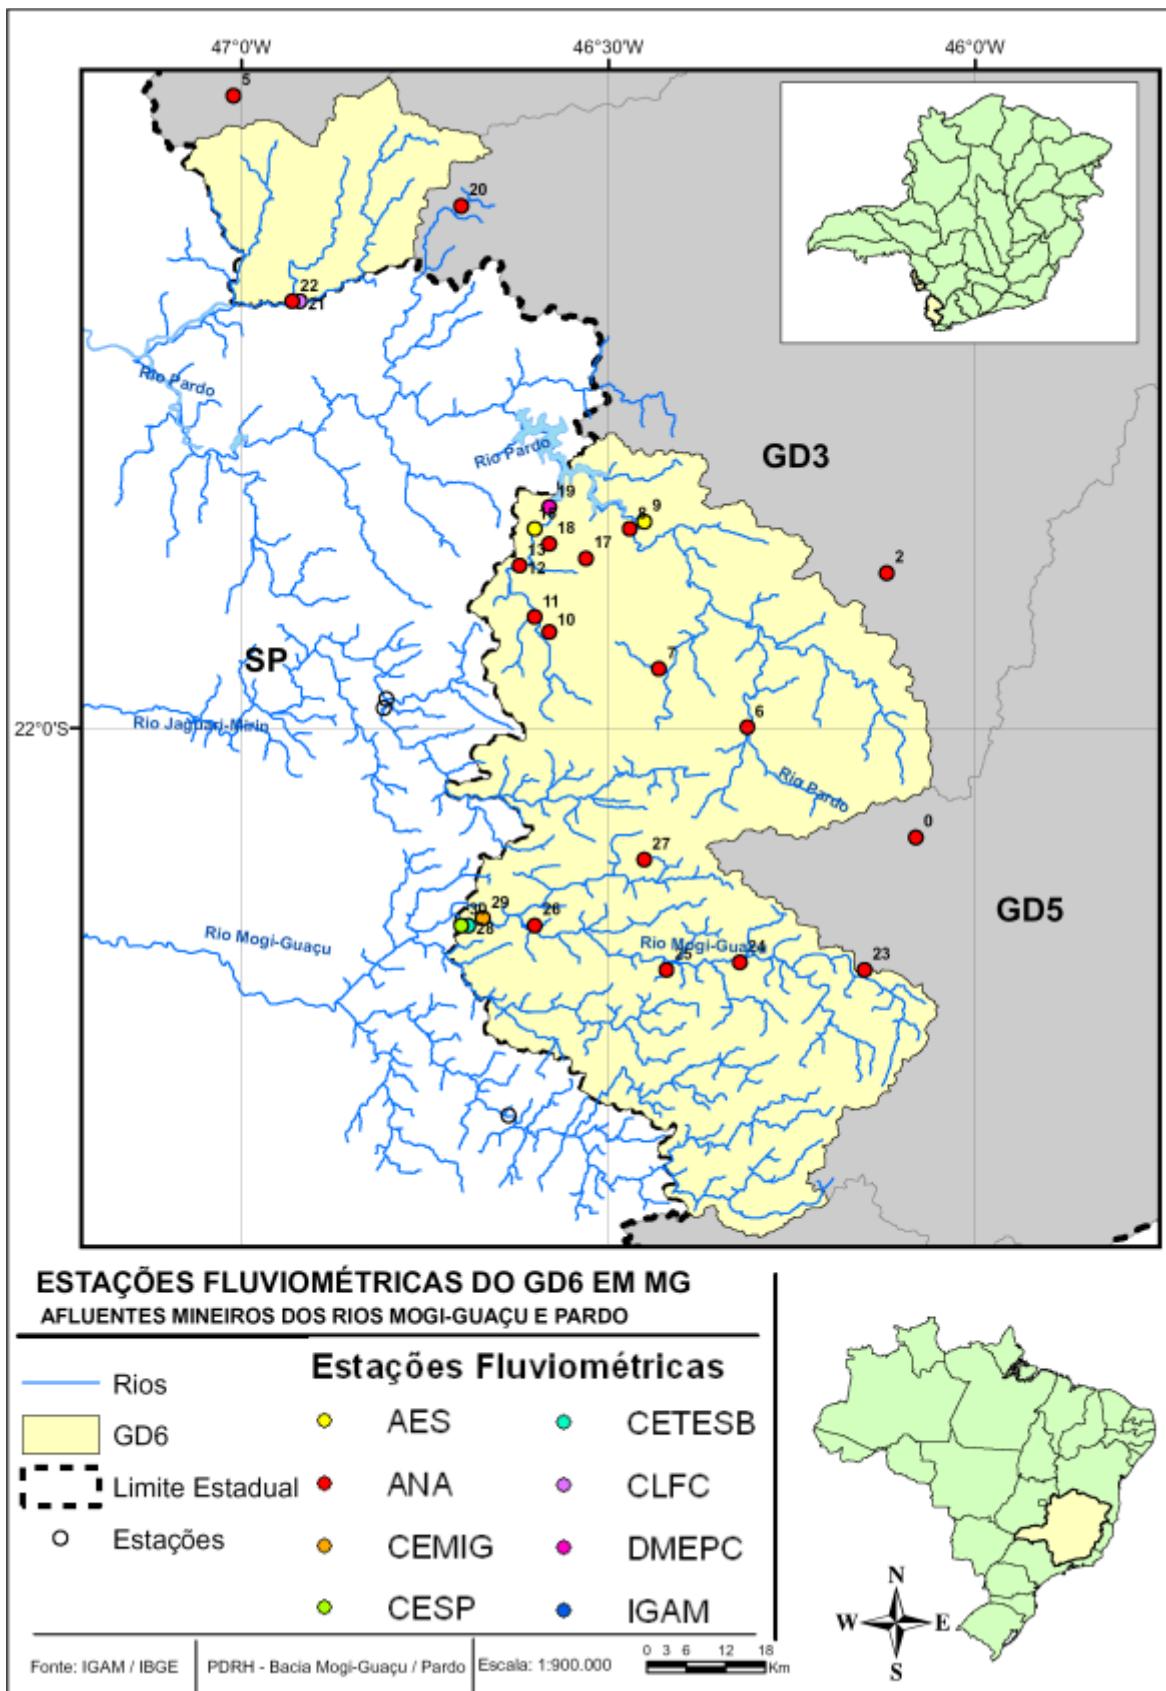 47°0'W 46°30'W 46°0'W
5
20
22
21
Rio Pardo
GD3
Rio Pardo
19
9
8
18
13
17
12
2
11
10
SP
7
6
22°0'S
Rio Jaguari-Mirin
Rio Pardo
0
27
GD5
29
30
26
28
Rio Mogi-Guaçu
Rio Mogi-Guaçu
24
23
25
ESTAÇÕES FLUVIOMÉTRICAS DO GD6 EM MG
AFLUENTES MINEIROS DOS RIOS MOGI-GUAÇU E PARDO
Estações Fluviométricas
Rios
GD6
Limite Estadual
Estações
AES
ANA
CEMIG
CESP
CETESB
CLFC
DMEPC
IGAM
N
W E
S
Fonte: IGAM / IBGE
PDRH - Bacia Mogi-Guaçu / Pardo
Escala: 1:900.000
0 3 6 12 18
Km